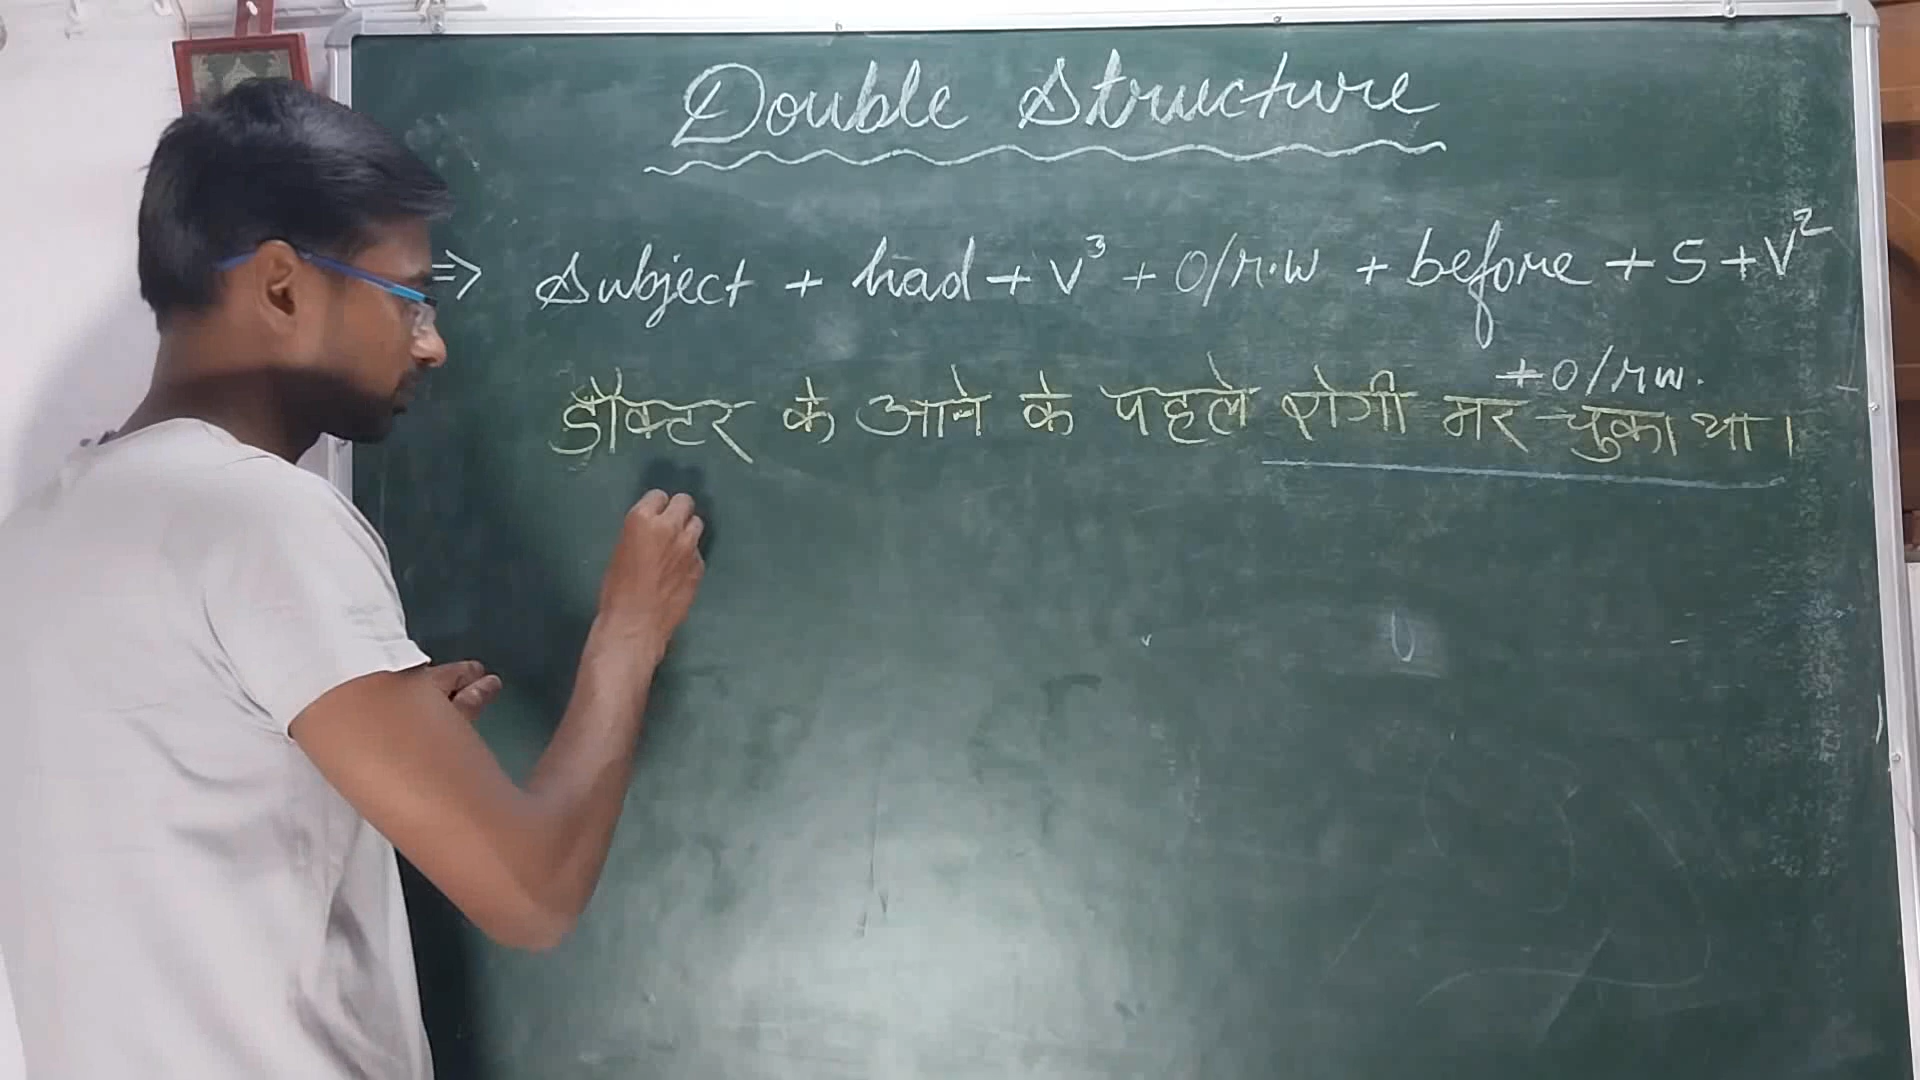 Double Structure
=> Subject + had + V³ + O/r.w + before + S + V²
+ O/r.w.
डॉक्टर के आने के पहले रोगी मर चुका था।